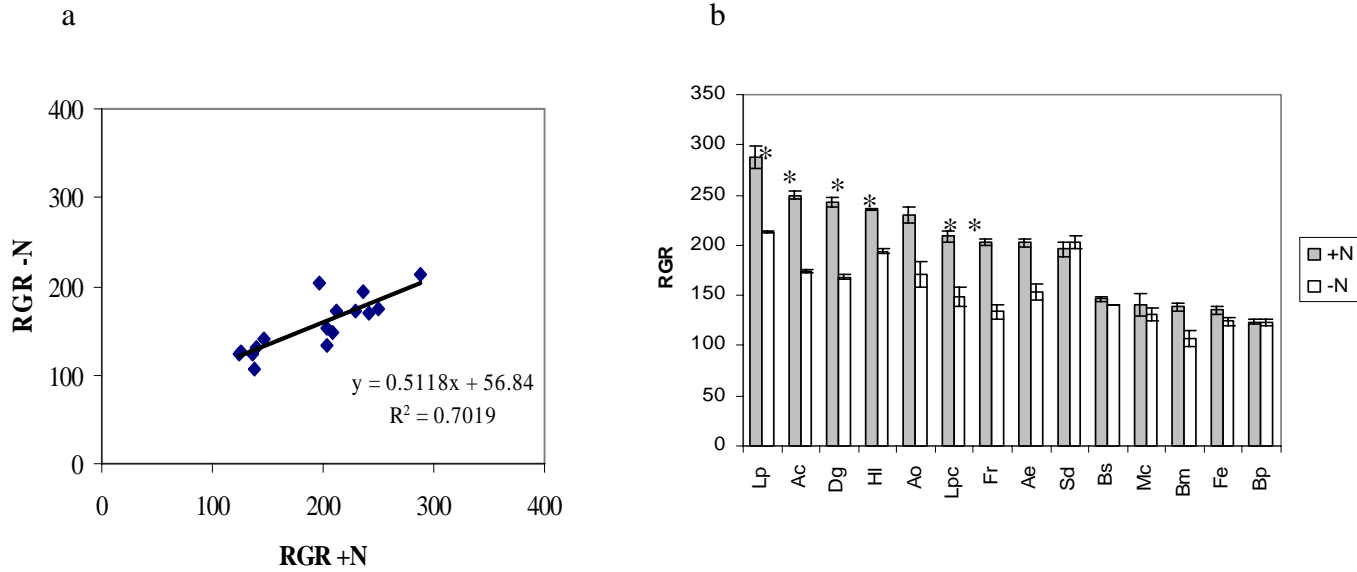 a
400
300
200
100
0
RGR -N
y = 0.5118x + 56.84
R² = 0.7019
0 100 200 300 400
RGR +N
b
350
300
250
200
150
100
50
0
RGR
* * * * * *
Lp Ac Dg Hl Ao Lpc Fr Ae Sd Bs Mc Bm Fe Bp
+N
-N